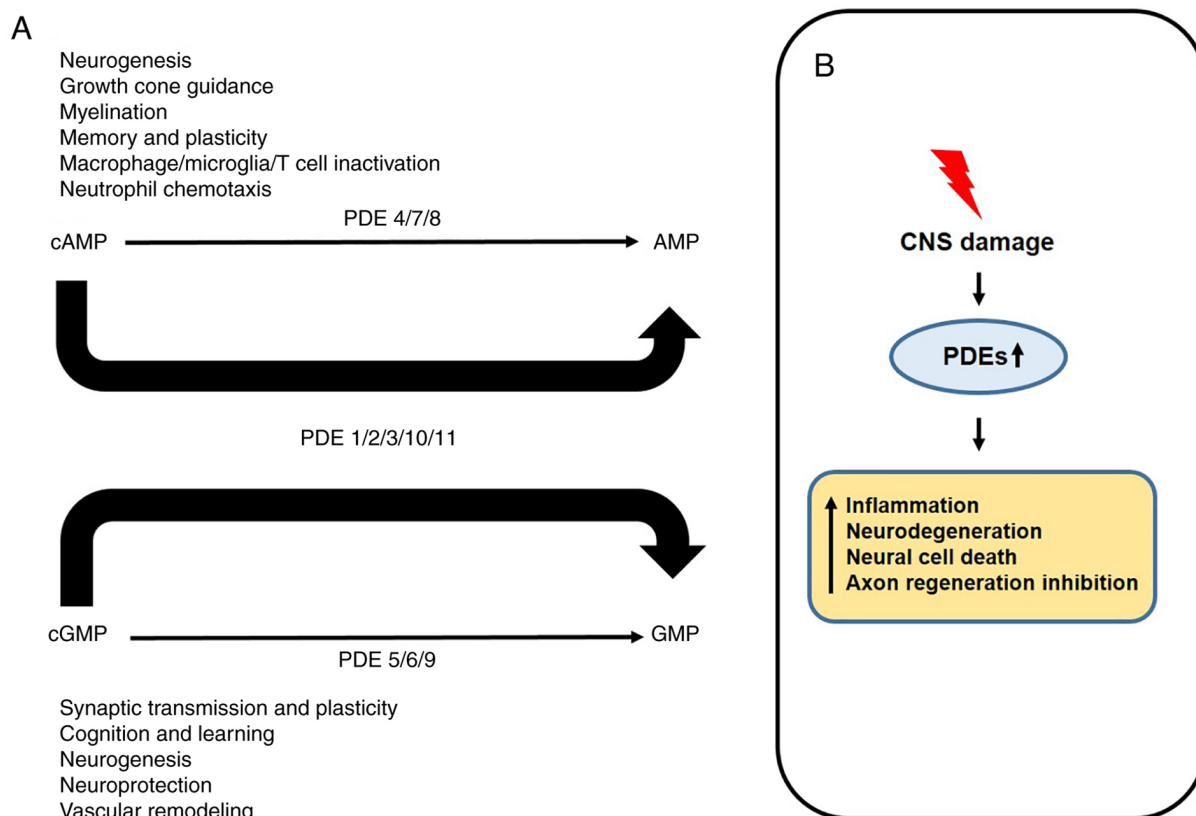 A
Neurogenesis
Growth cone guidance
Myelination
Memory and plasticity
Macrophage/microglia/T cell inactivation
Neutrophil chemotaxis
PDE 4/7/8
cAMP
AMP
PDE 1/2/3/10/11
cGMP
GMP
PDE 5/6/9
Synaptic transmission and plasticity
Cognition and learning
Neurogenesis
Neuroprotection
Vascular remodeling
B
CNS damage
PDEs
Inflammation
Neurodegeneration
Neural cell death
Axon regeneration inhibition